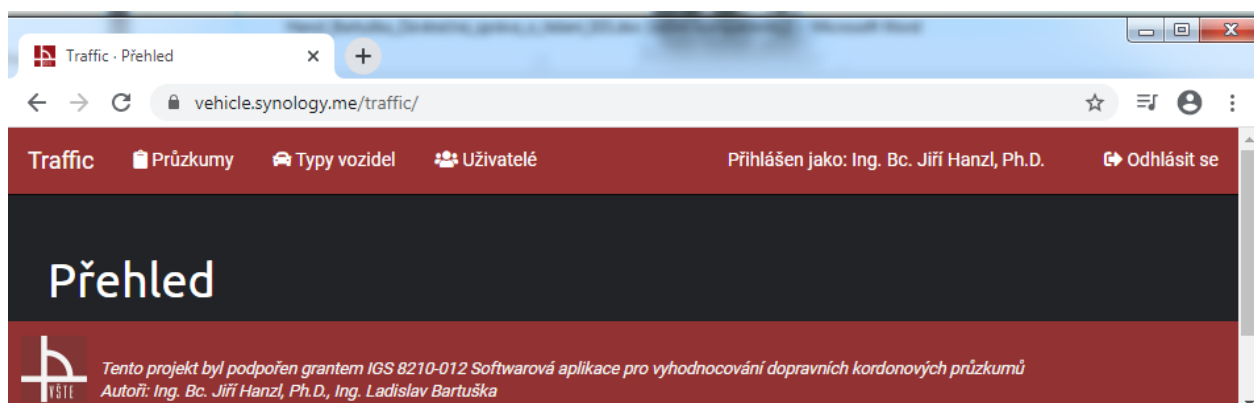 Traffic · Přehled
vehicle.synology.me/traffic/
Traffic Průzkumy Typy vozidel Uživatelé Přihlášen jako: Ing. Bc. Jiří Hanzl, Ph.D. Odhlásit se
Přehled
VŠTE
Tento projekt byl podpořen grantem IGS 8210-012 Softwarová aplikace pro vyhodnocování dopravních kordonových průzkumů
Autoři: Ing. Bc. Jiří Hanzl, Ph.D., Ing. Ladislav Bartuška